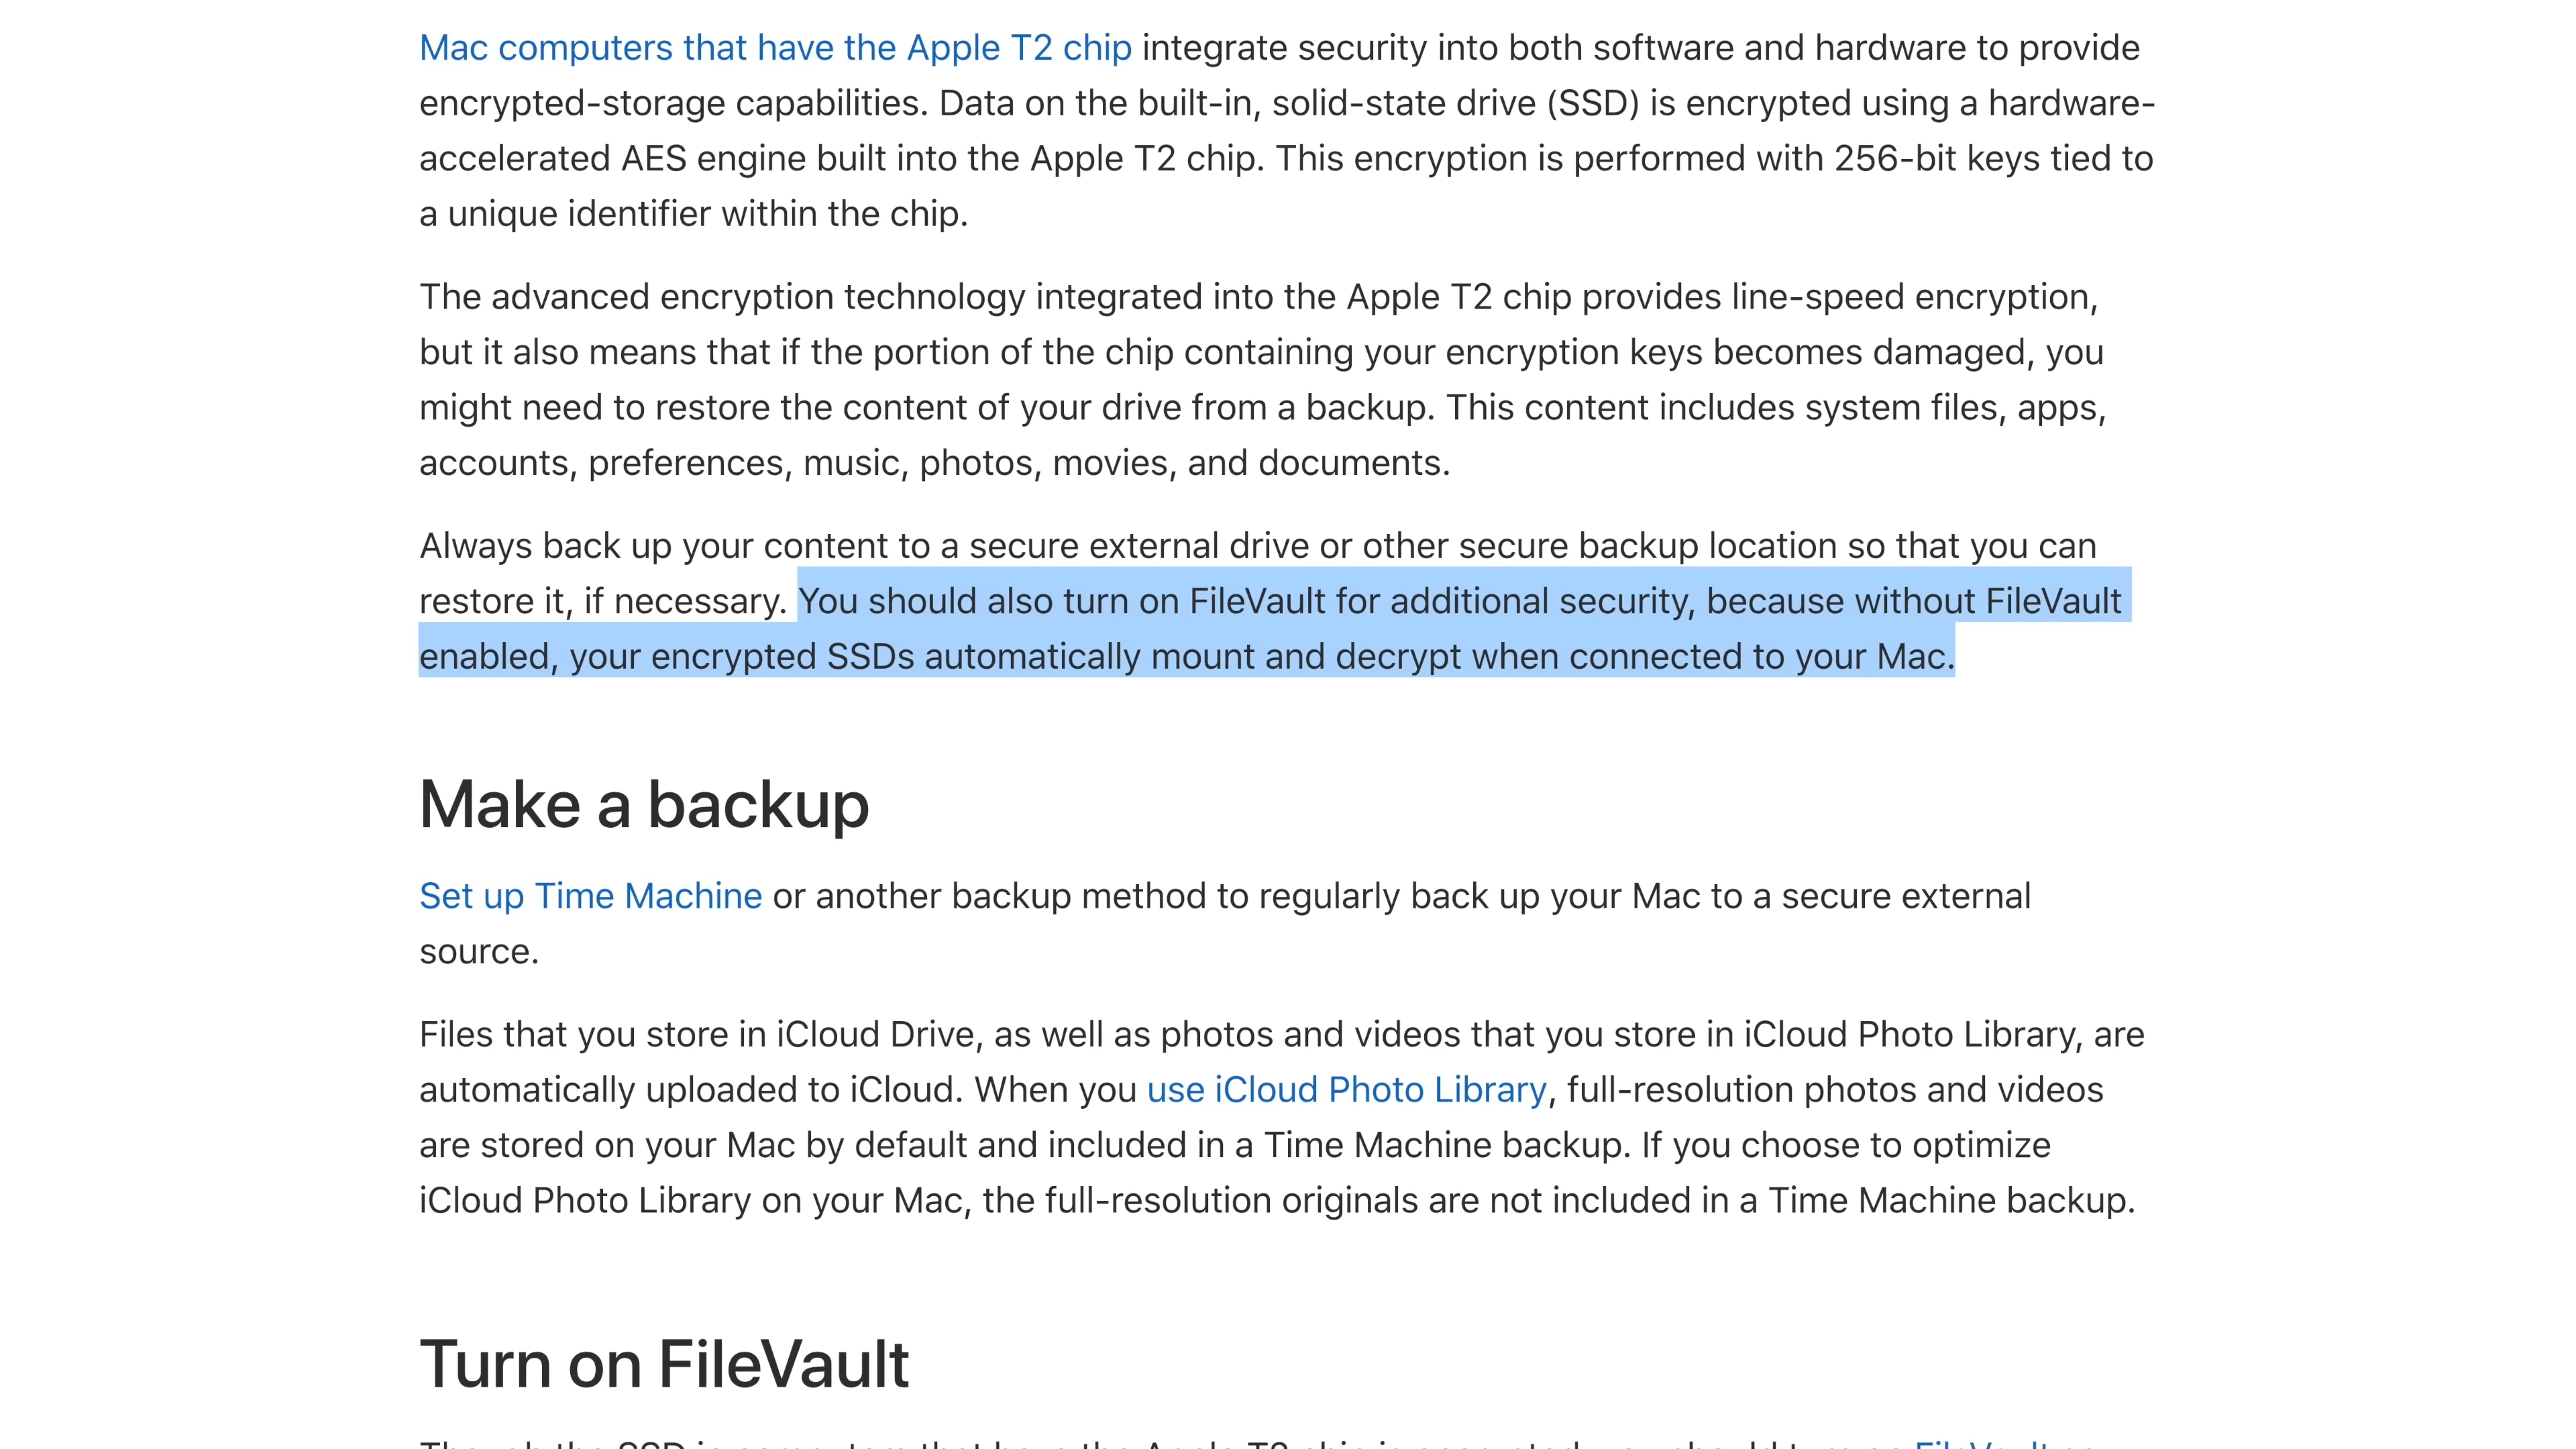 Mac computers that have the Apple T2 chip integrate security into both software and hardware to provide
encrypted-storage capabilities. Data on the built-in, solid-state drive (SSD) is encrypted using a hardware-
accelerated AES engine built into the Apple T2 chip. This encryption is performed with 256-bit keys tied to
a unique identifier within the chip.
The advanced encryption technology integrated into the Apple T2 chip provides line-speed encryption,
but it also means that if the portion of the chip containing your encryption keys becomes damaged, you
might need to restore the content of your drive from a backup. This content includes system files, apps,
accounts, preferences, music, photos, movies, and documents.
Always back up your content to a secure external drive or other secure backup location so that you can
restore it, if necessary. You should also turn on FileVault for additional security, because without FileVault
enabled, your encrypted SSDs automatically mount and decrypt when connected to your Mac.
Make a backup
Set up Time Machine or another backup method to regularly back up your Mac to a secure external
source.
Files that you store in iCloud Drive, as well as photos and videos that you store in iCloud Photo Library, are
automatically uploaded to iCloud. When you use iCloud Photo Library, full-resolution photos and videos
are stored on your Mac by default and included in a Time Machine backup. If you choose to optimize
iCloud Photo Library on your Mac, the full-resolution originals are not included in a Time Machine backup.
Turn on FileVault